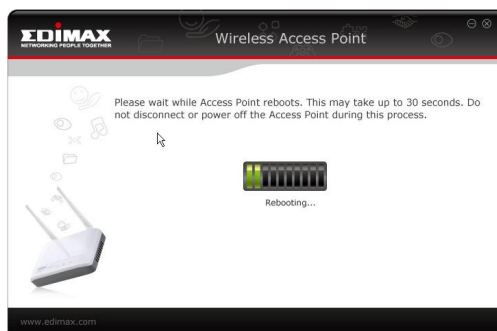 EDIMAX
NETWORKING PEOPLE TOGETHER
Wireless Access Point
Please wait while Access Point reboots. This may take up to 30 seconds. Do
not disconnect or power off the Access Point during this process.
Rebooting...
www.edimax.com